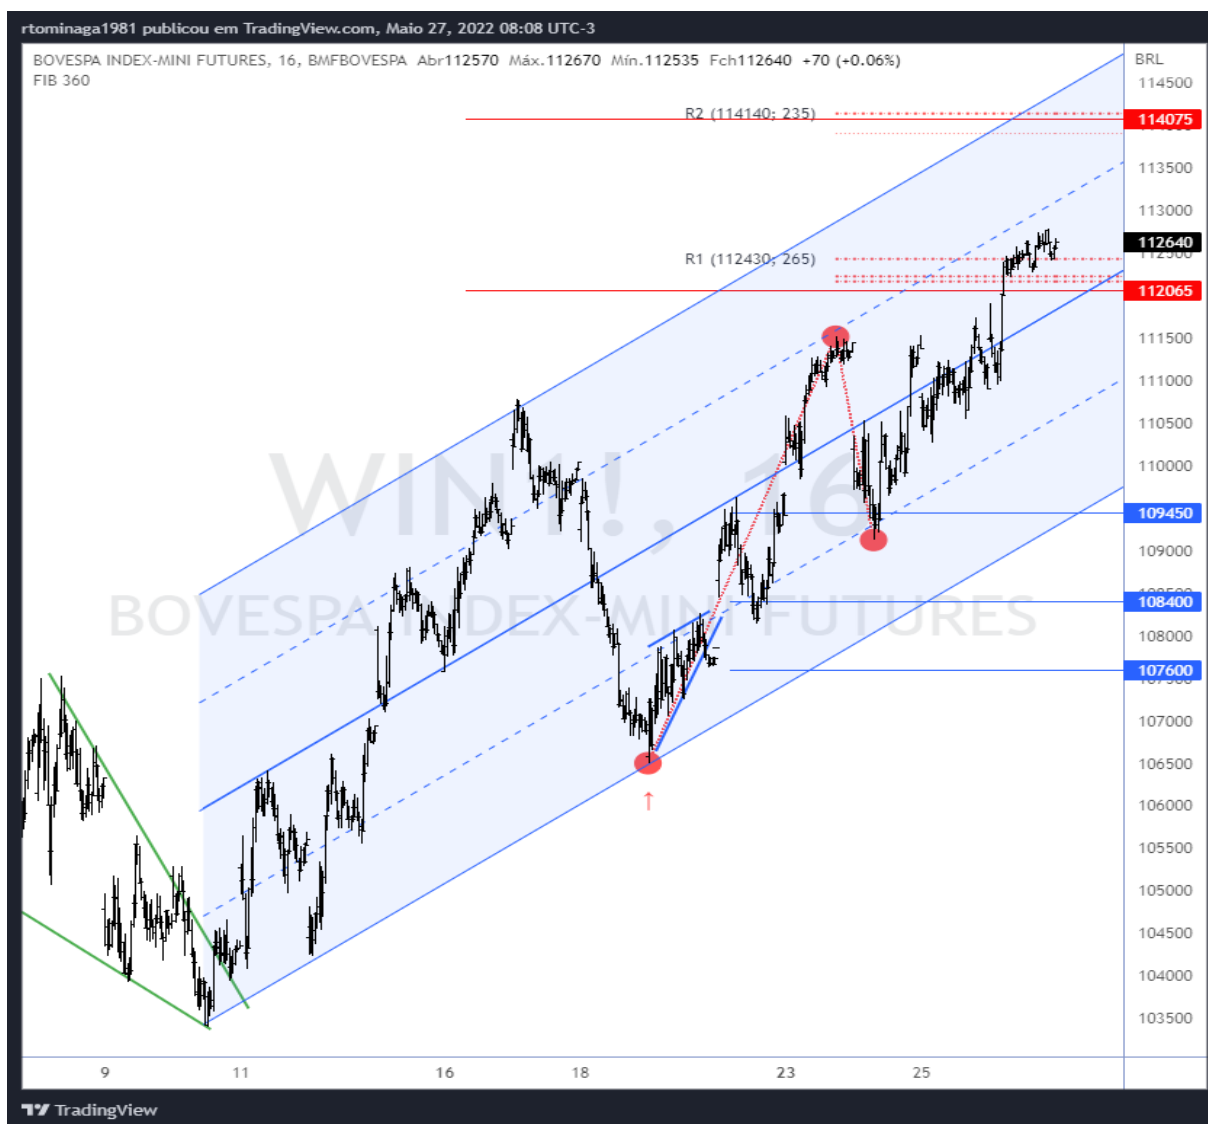 rtominaga1981 publicou em TradingView.com, Maio 27, 2022 08:08 UTC-3
BOVESPA INDEX-MINI FUTURES, 16, BMFBOVESPA Abr112570 Máx.112670 Mín.112535 Fch112640 +70 (+0.06%)
FIB 360
BRL
114500
R2 (114140; 235)
114075
113500
113000
112640
112500
R1 (112430; 265)
112065
111500
111000
110500
110000
WIN1!, 16
109450
109000
108400
BOVESPA INDEX-MINI FUTURES
108000
107600
107500
107000
106500
106000
105500
105000
104500
104000
103500
9 11 16 18 23 25
TradingView